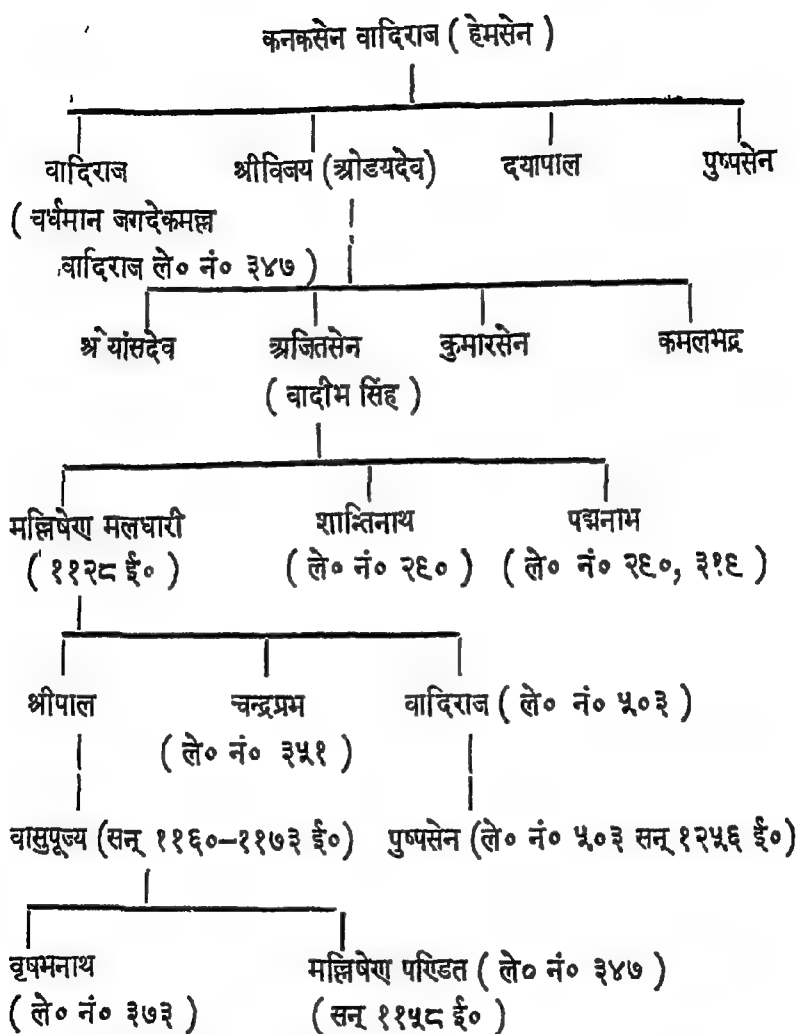 कनकसेन वादिराज ( हेमसेन )
वादिराज श्रीविजय (ओडयदेव) दयापाल पुष्पसेन
( वर्धमान जगदेकमल्ल
वादिराज ले० नं० ३४७ )
श्रेयांसदेव अजितसेन कुमारसेन कमलभद्र
( वादीभ सिंह )
मल्लिषेण मलधारी शान्तिनाथ पद्मनाभ
( ११२८ ई० ) ( ले० नं० २९० ) ( ले० नं० २९०, ३१९ )
श्रीपाल चन्द्रप्रभ वादिराज ( ले० नं० ५०३ )
( ले० नं० ३५१ )
वासुपूज्य (सन् ११६०–११७३ ई०) पुष्पसेन (ले० नं० ५०३ सन् १२५६ ई०)
वृषभनाथ मल्लिषेण पण्डित ( ले० नं० ३४७ )
( ले० नं० ३७३ ) (सन् ११५८ ई०)